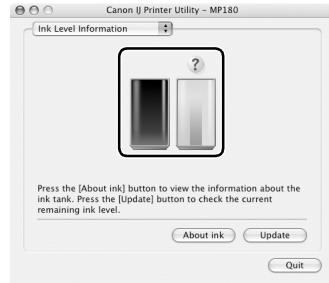 Canon IJ Printer Utility - MP180
Ink Level Information
?
Press the [About ink] button to view the information about the
ink tank. Press the [Update] button to check the current
remaining ink level.
About ink Update
Quit